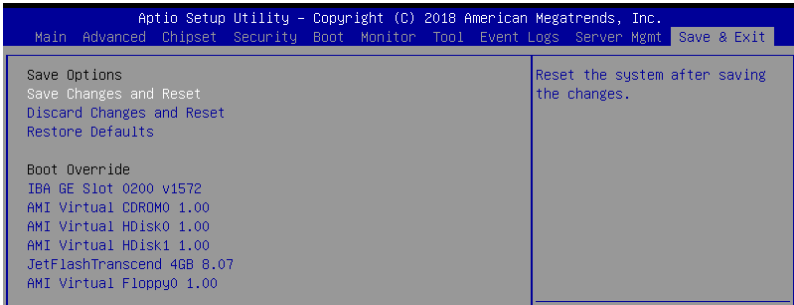 Aptio Setup Utility – Copyright (C) 2018 American Megatrends, Inc.
Main Advanced Chipset Security Boot Monitor Tool Event Logs Server Mgmt Save & Exit
Save Options
Save Changes and Reset
Discard Changes and Reset
Restore Defaults
Boot Override
IBA GE Slot 0200 v1572
AMI Virtual CDROM0 1.00
AMI Virtual HDisk0 1.00
AMI Virtual HDisk1 1.00
JetFlashTranscend 4GB 8.07
AMI Virtual Floppy0 1.00
Reset the system after saving
the changes.